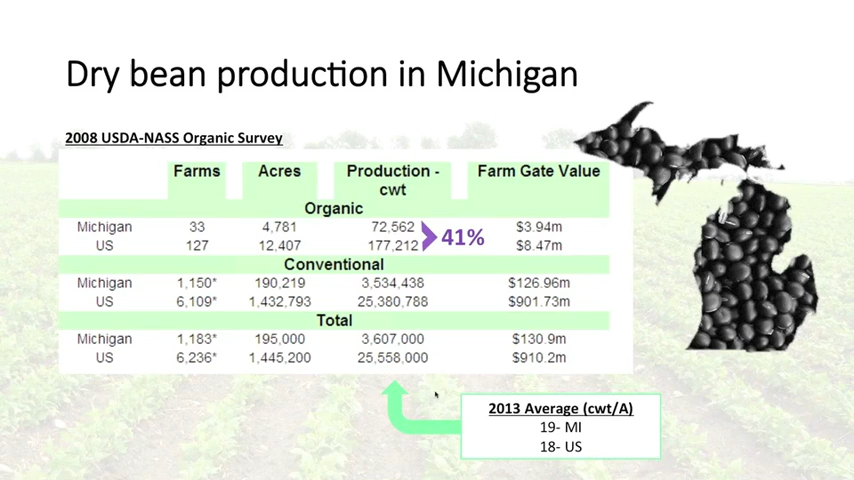 Dry bean production in Michigan
2008 USDA-NASS Organic Survey
Farms Acres Production - cwt Farm Gate Value
Organic
Michigan 33 4,781 72,562 $3.94m
US 127 12,407 177,212 $8.47m
41%
Conventional
Michigan 1,150* 190,219 3,534,438 $126.96m
US 6,109* 1,432,793 25,380,788 $901.73m
Total
Michigan 1,183* 195,000 3,607,000 $130.9m
US 6,236* 1,445,200 25,558,000 $910.2m
2013 Average (cwt/A)
19- MI
18- US